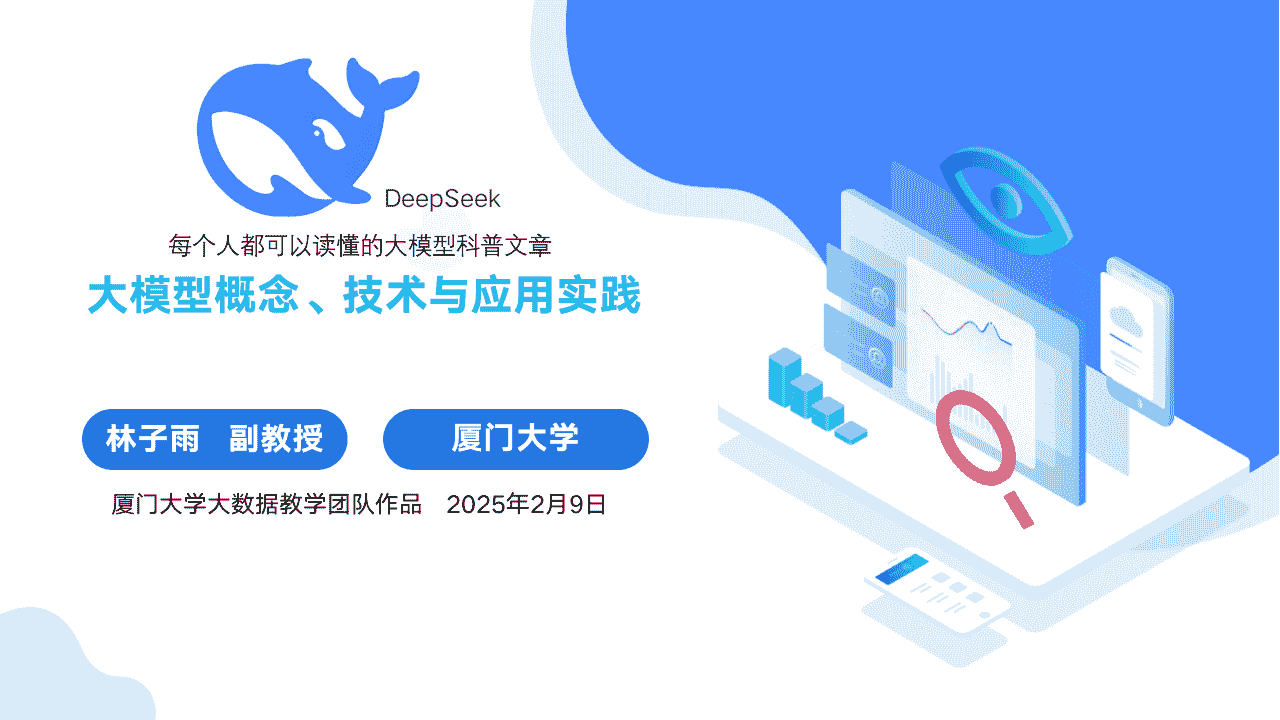 DeepSeek
每个人都可以读懂的大模型科普文章
大模型概念、技术与应用实践
林子雨 副教授
厦门大学
厦门大学大数据教学团队作品 2025年2月9日